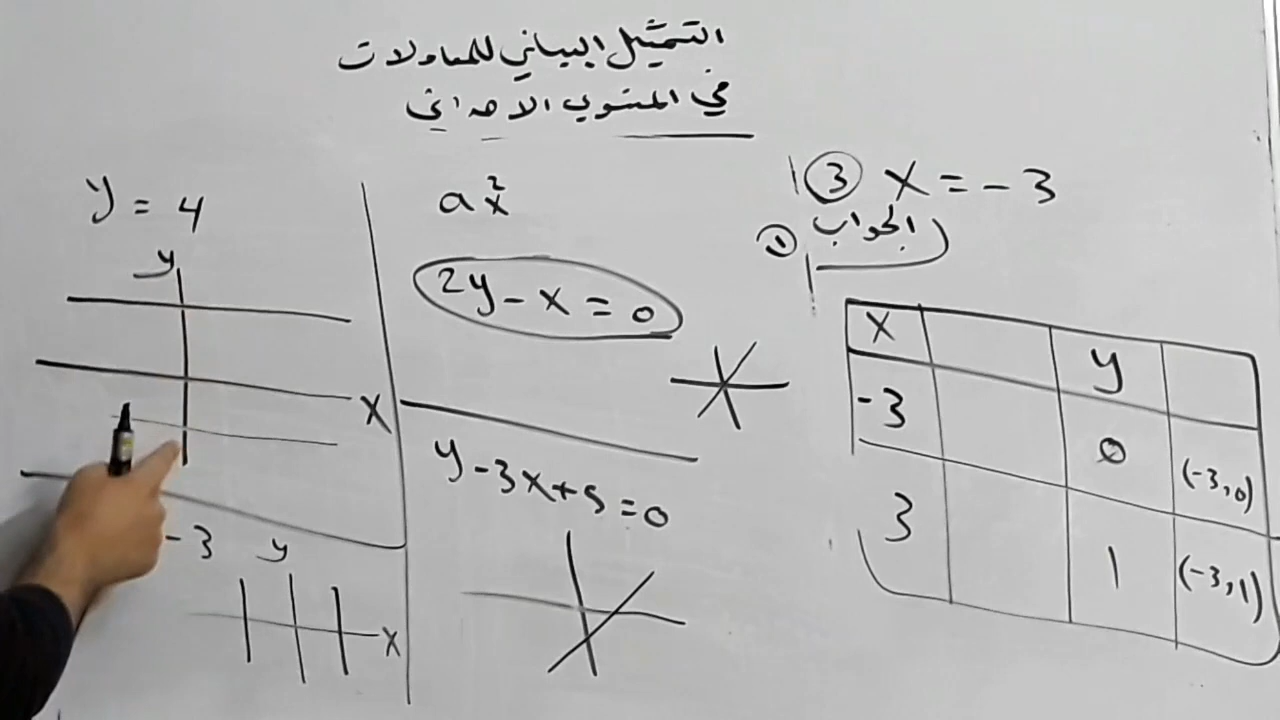 التمثيل البياني للمعادلات
في المستوي الاحداثي
③ x = -3
① الجواب
x y
-3 0 (-3,0)
3 1 (-3,1)
ax²
2y - x = 0
y - 3x + 5 = 0
y = 4
y
x
-3
y
x